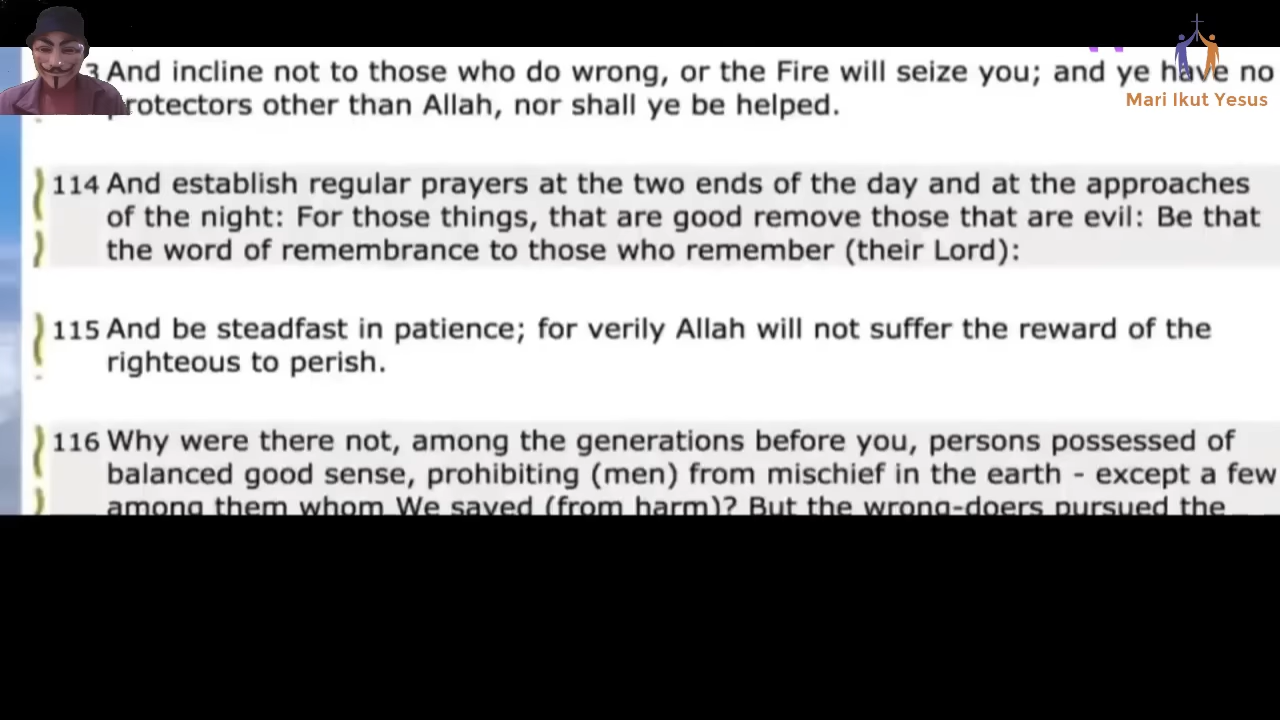 3 And incline not to those who do wrong, or the Fire will seize you; and ye have no
rotectors other than Allah, nor shall ye be helped.
Mari Ikut Yesus
114 And establish regular prayers at the two ends of the day and at the approaches
of the night: For those things, that are good remove those that are evil: Be that
the word of remembrance to those who remember (their Lord):
115 And be steadfast in patience; for verily Allah will not suffer the reward of the
righteous to perish.
116 Why were there not, among the generations before you, persons possessed of
balanced good sense, prohibiting (men) from mischief in the earth - except a few
among them whom We saved (from harm)? But the wrong-doers pursued the